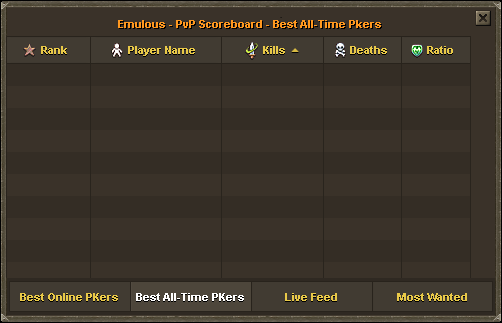 Emulous - PvP Scoreboard - Best All-Time Pkers
Rank Player Name Kills Deaths Ratio
Best Online PKers Best All-Time PKers Live Feed Most Wanted